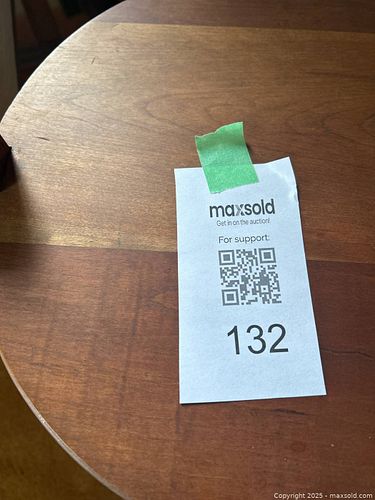 maxsold
Get in on the auction!
For support:
132
Copyright 2025 - maxsold.com